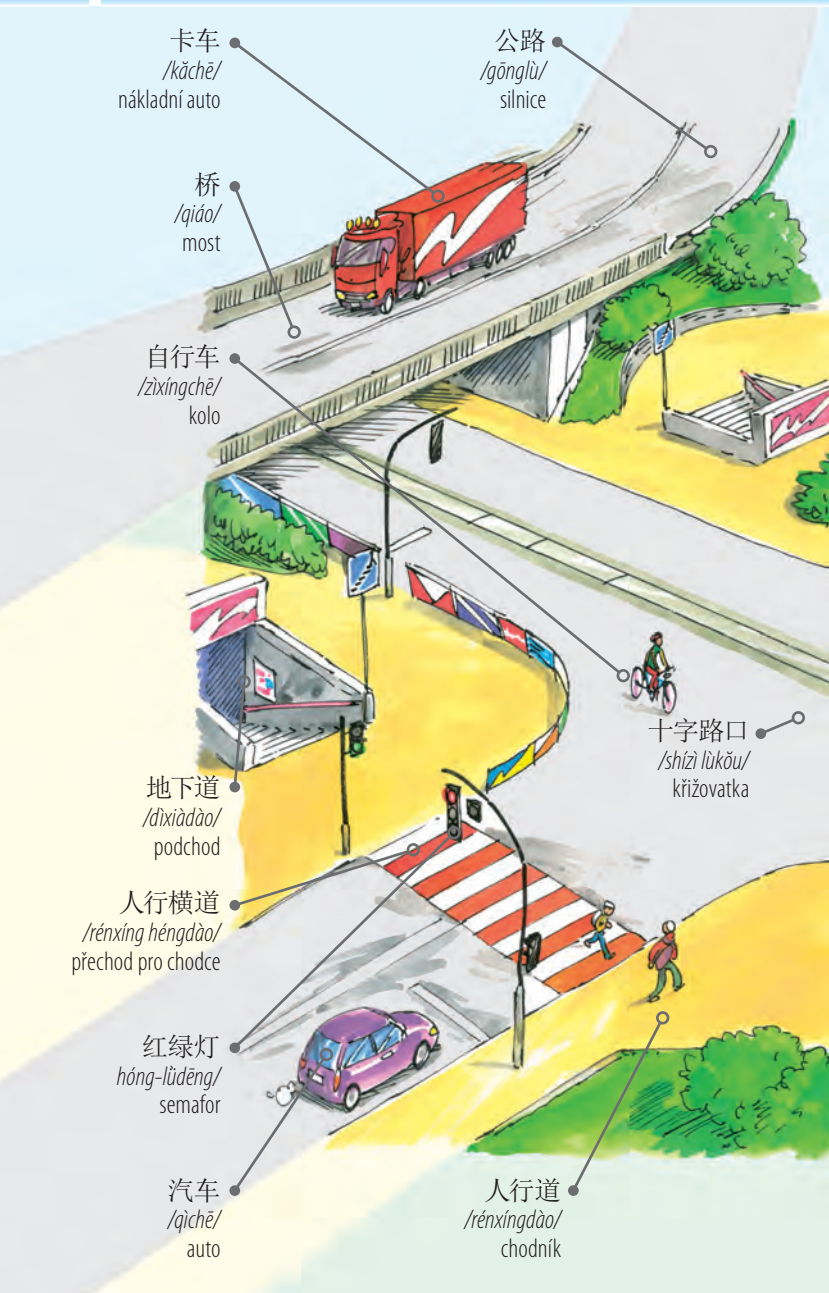 卡车
/kǎchē/
nákladní auto
公路
/gōnglù/
silnice
桥
/qiáo/
most
自行车
/zìxíngchē/
kolo
十字路口
/shízì lùkǒu/
křižovatka
地下道
/dìxiàdào/
podchod
人行横道
/rénxíng héngdào/
přechod pro chodce
红绿灯
hóng-lǜdēng/
semafor
汽车
/qìchē/
auto
人行道
/rénxíngdào/
chodník